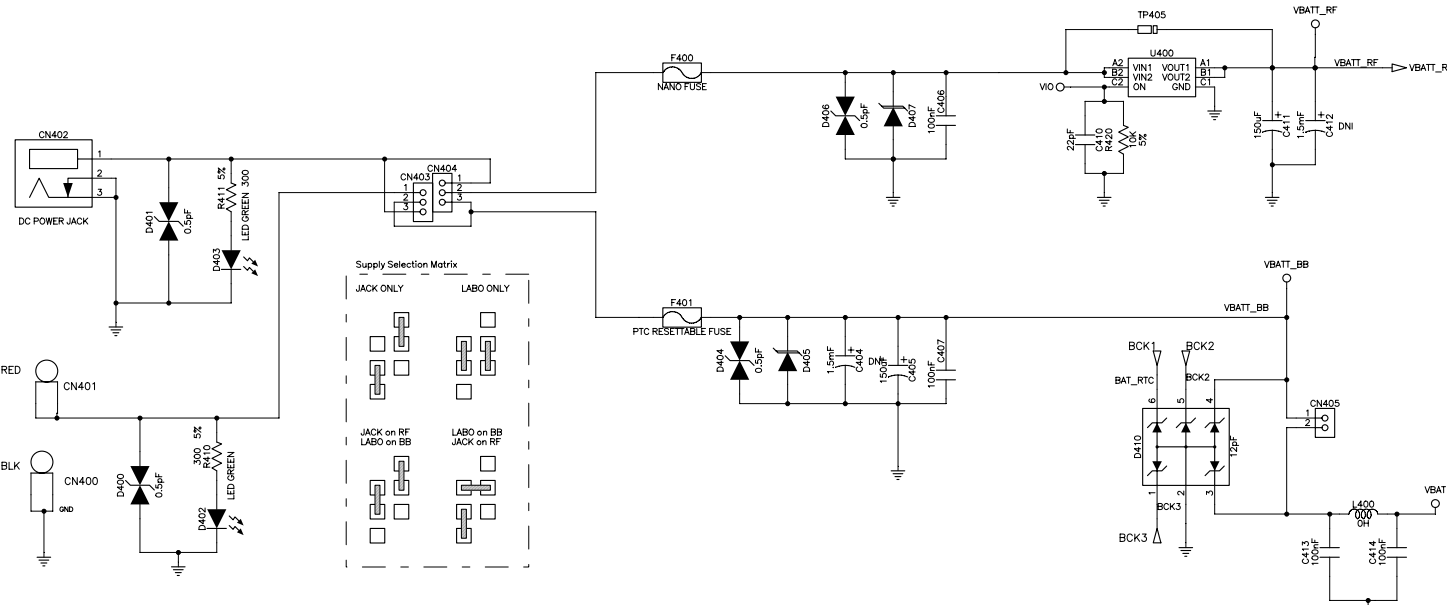 CN402
1
2
3
DC POWER JACK
D401
0.5pF
R411 5%
LED GREEN 300
D403
CN403
1
2
3
CN404
1
2
3
F400
NANO FUSE
D406
0.5pF
D407
C406
100nF
TP405
U400
A2
B2
C2
VIN1
VIN2
ON
VOUT1
VOUT2
GND
A1
B1
C1
VIO
22pF
C410
R420
10K
5%
VBATT_RF
VBATT_RF
VBATT_R
150uF
C411
1.5mF
C412
DNI
Supply Selection Matrix
JACK ONLY
LABO ONLY
JACK on RF
LABO on BB
LABO on BB
JACK on RF
RED
CN401
BLK
CN400
GND
D400
0.5pF
300 5%
R410
LED GREEN
D402
F401
PTC RESETTABLE FUSE
D404
0.5pF
D405
1.5mF
C404
150uF
C405
100nF
C407
VBATT_BB
VBATT_BB
BCK1
BCK2
BAT_RTC
BCK2
6
5
4
D410
12pF
1
2
3
BCK3
BCK3
CN405
1
2
L400
0H
VBAT
C413
100nF
C414
100nF